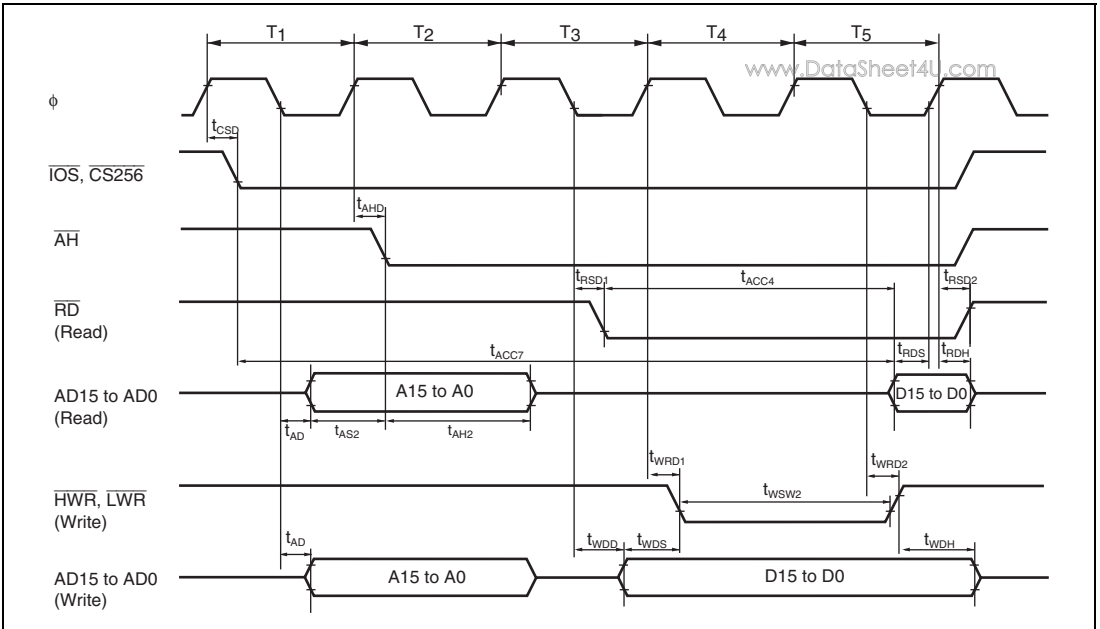 T1 T2 T3 T4 T5
www.DataSheet4U.com
ϕ
tCSD
IOS, CS256
tAHD
AH
tRSD1 tACC4 tRSD2
RD
(Read)
tACC7 tRDS tRDH
AD15 to AD0
(Read)
A15 to A0 D15 to D0
tAD tAS2 tAH2
tWRD1 tWRD2
HWR, LWR
(Write)
tWSW2
tAD tWDD tWDS tWDH
AD15 to AD0
(Write)
A15 to A0 D15 to D0